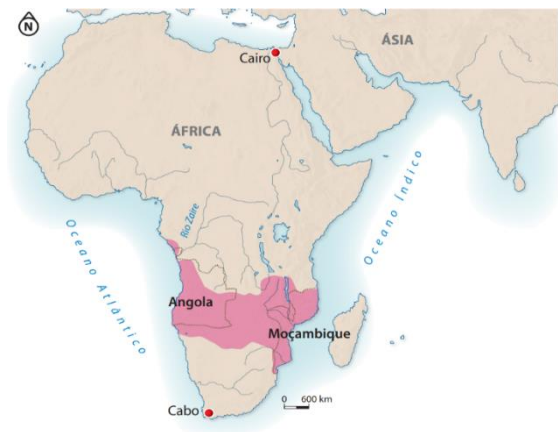 N
Cairo
ÁSIA
ÁFRICA
Rio Zaire
Oceano Índico
Oceano Atlântico
Angola
Moçambique
Cabo
0 600 km